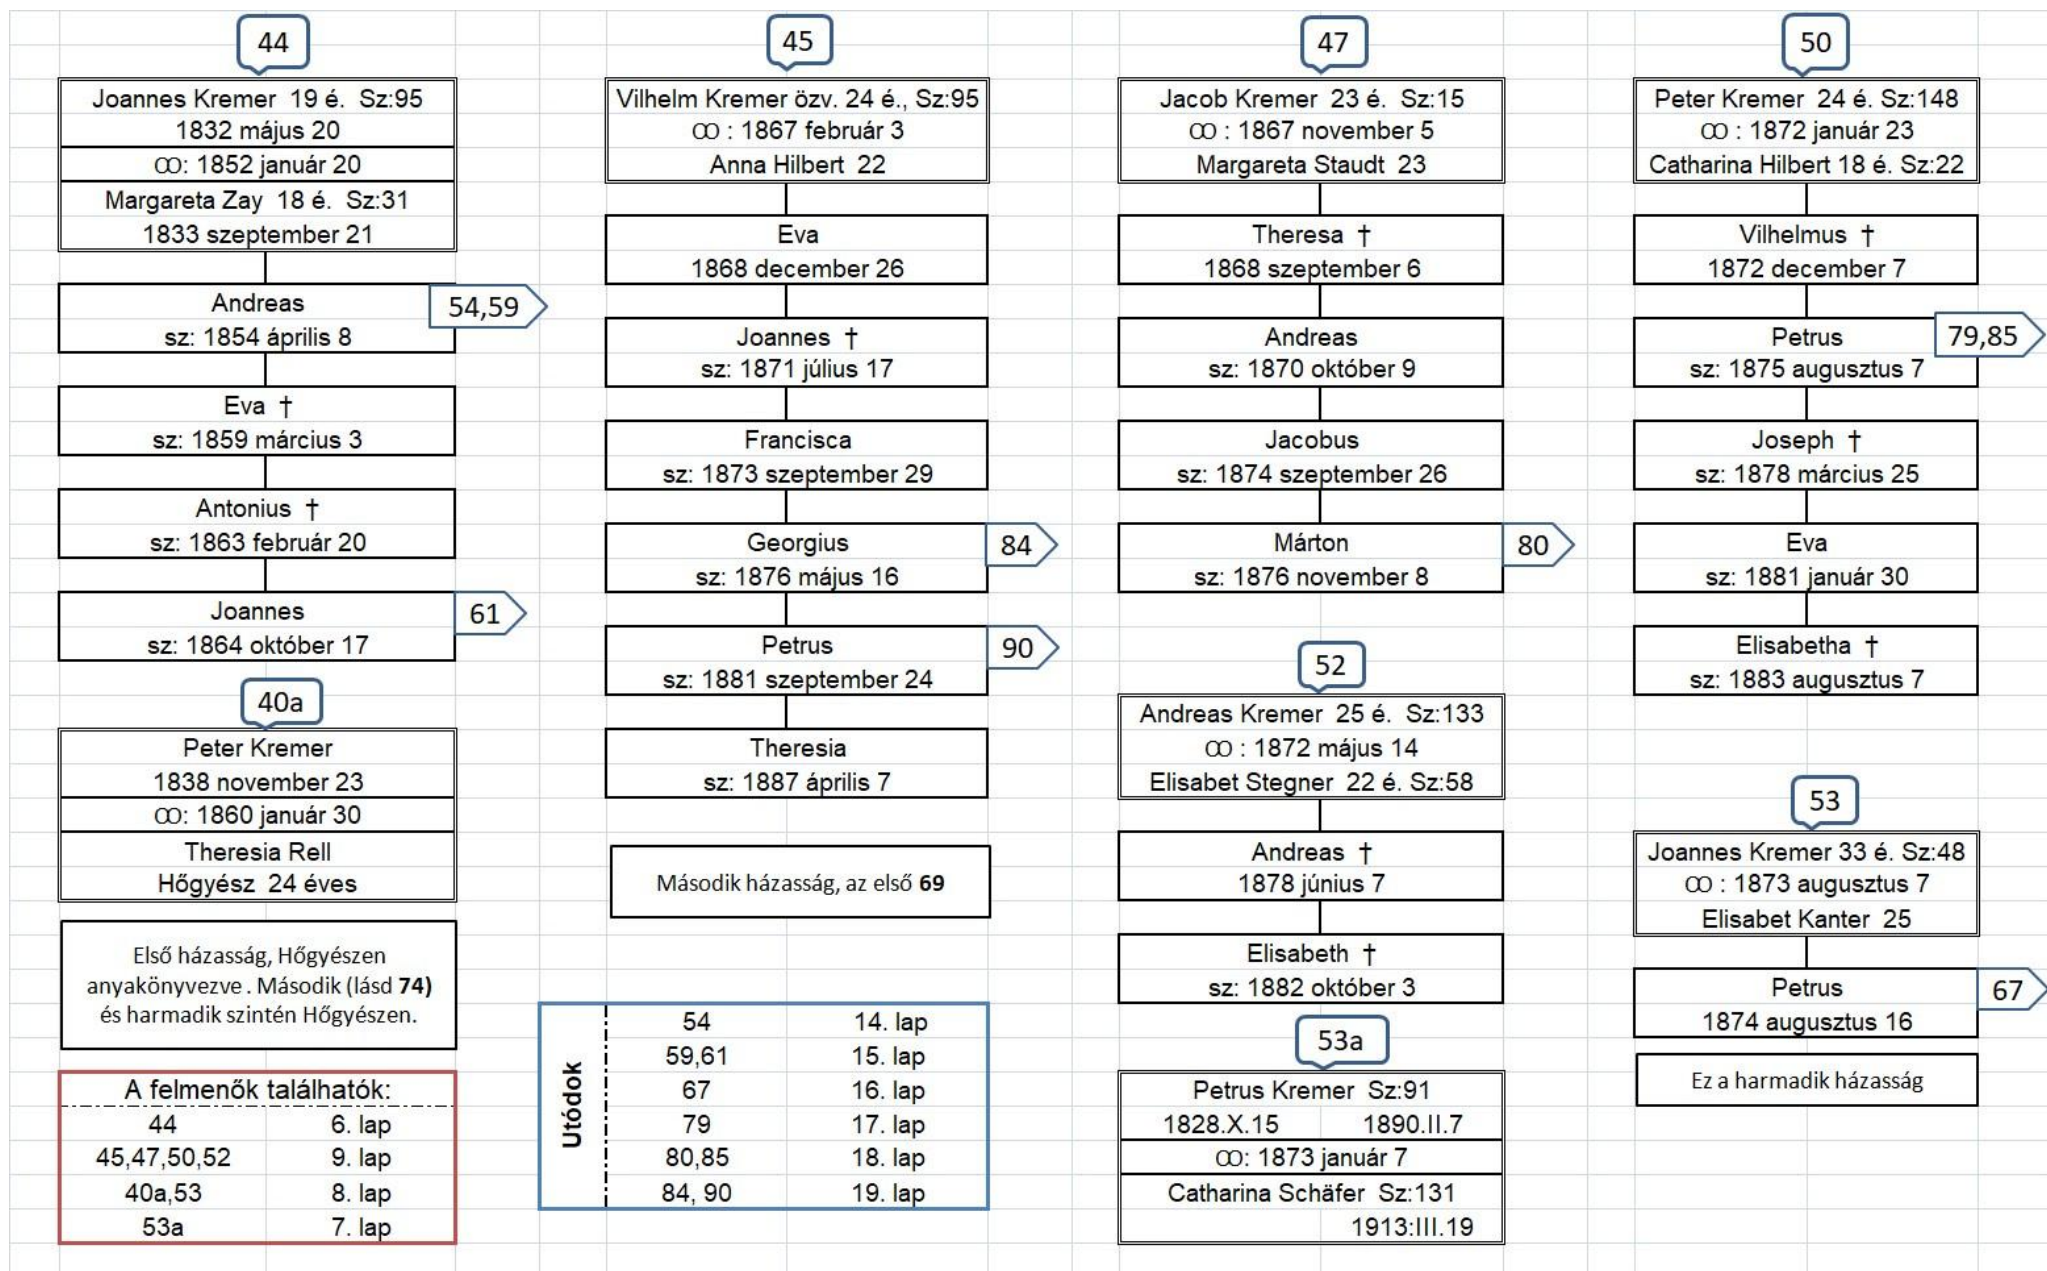 44
Joannes Kremer 19 é. Sz:95
1832 május 20
ꝏ: 1852 január 20
Margareta Zay 18 é. Sz:31
1833 szeptember 21
Andreas
sz: 1854 április 8
54,59
Eva †
sz: 1859 március 3
Antonius †
sz: 1863 február 20
Joannes
sz: 1864 október 17
61
40a
Peter Kremer
1838 november 23
ꝏ: 1860 január 30
Theresia Rell
Hőgyész 24 éves
Első házasság, Hőgyészen
anyakönyvezve . Második (lásd 74)
és harmadik szintén Hőgyészen.
A felmenők találhatók:
44 6. lap
45,47,50,52 9. lap
40a,53 8. lap
53a 7. lap
45
Vilhelm Kremer özv. 24 é., Sz:95
ꝏ : 1867 február 3
Anna Hilbert 22
Eva
1868 december 26
Joannes †
sz: 1871 július 17
Francisca
sz: 1873 szeptember 29
Georgius
sz: 1876 május 16
84
Petrus
sz: 1881 szeptember 24
90
Theresia
sz: 1887 április 7
Második házasság, az első 69
Utódok
54 14. lap
59,61 15. lap
67 16. lap
79 17. lap
80,85 18. lap
84, 90 19. lap
47
Jacob Kremer 23 é. Sz:15
ꝏ : 1867 november 5
Margareta Staudt 23
Theresa †
1868 szeptember 6
Andreas
sz: 1870 október 9
Jacobus
sz: 1874 szeptember 26
Márton
sz: 1876 november 8
80
52
Andreas Kremer 25 é. Sz:133
ꝏ : 1872 május 14
Elisabet Stegner 22 é. Sz:58
Andreas †
1878 június 7
Elisabeth †
sz: 1882 október 3
53a
Petrus Kremer Sz:91
1828.X.15 1890.II.7
ꝏ: 1873 január 7
Catharina Schäfer Sz:131
1913:III.19
50
Peter Kremer 24 é. Sz:148
ꝏ : 1872 január 23
Catharina Hilbert 18 é. Sz:22
Vilhelmus †
1872 december 7
Petrus
sz: 1875 augusztus 7
79,85
Joseph †
sz: 1878 március 25
Eva
sz: 1881 január 30
Elisabetha †
sz: 1883 augusztus 7
53
Joannes Kremer 33 é. Sz:48
ꝏ : 1873 augusztus 7
Elisabet Kanter 25
Petrus
1874 augusztus 16
67
Ez a harmadik házasság